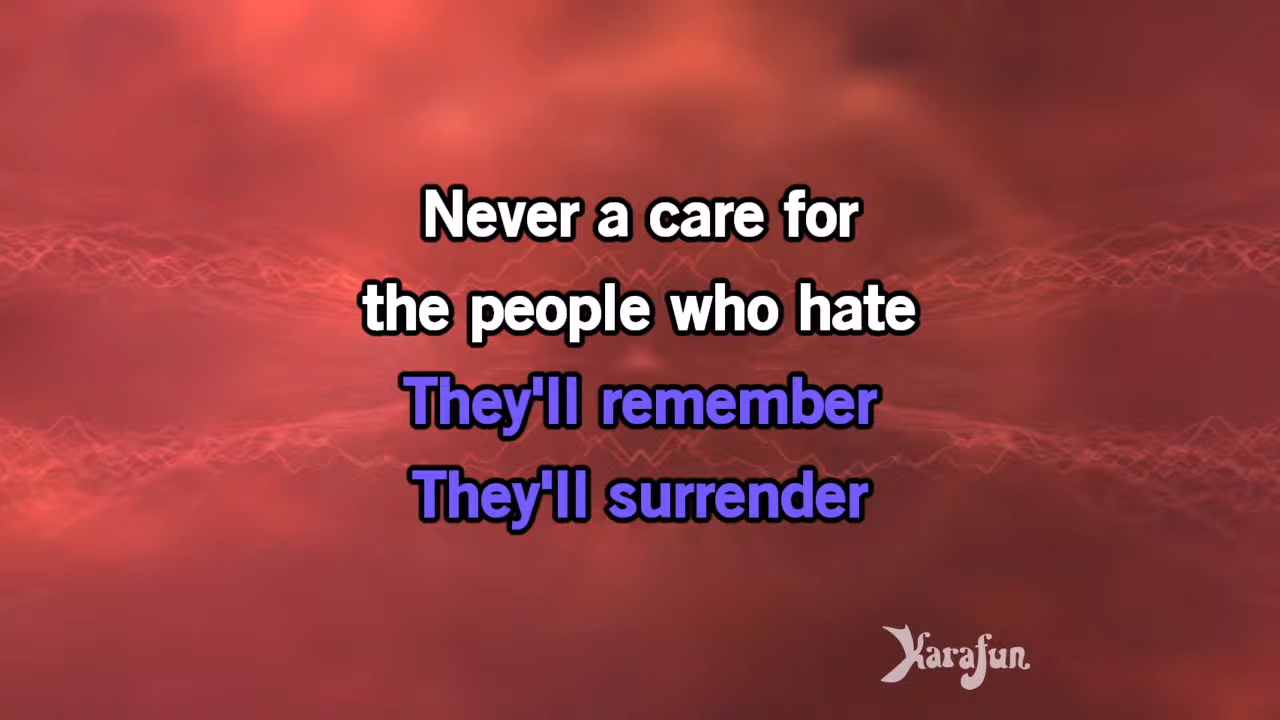 Never a care for
the people who hate
They'll remember
They'll surrender
Karafun